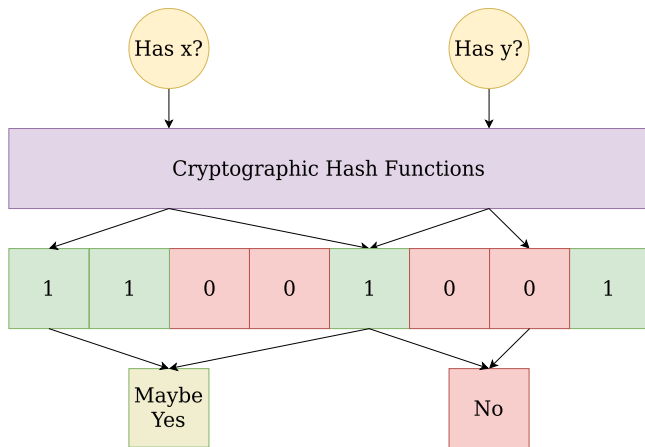 Has x?
Has y?
Cryptographic Hash Functions
1 1 0 0 1 0 0 1
Maybe
Yes
No